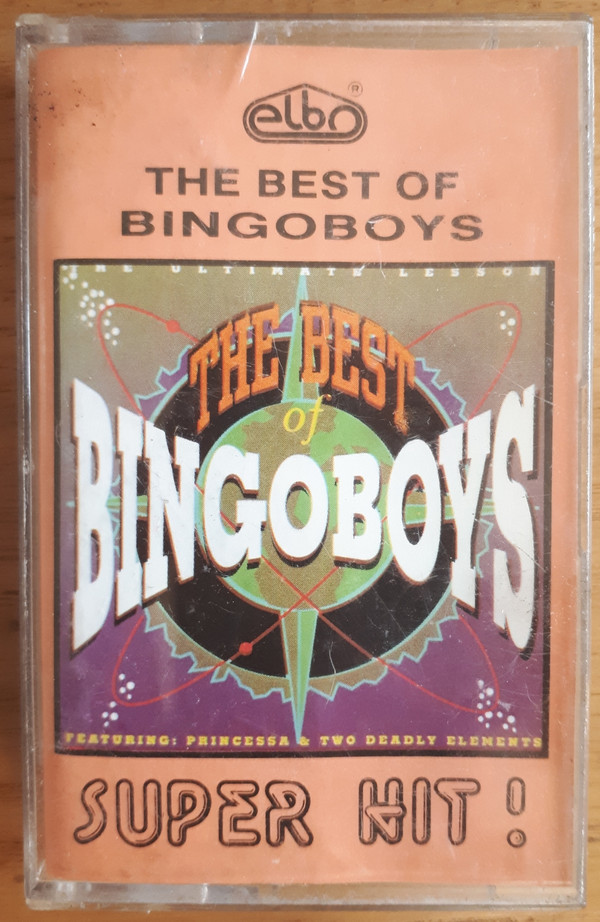 elbo ®
THE BEST OF
BINGOBOYS
THE ULTIMATE LESSON
THE BEST
of
BINGOBOYS
FEATURING: PRINCESSA & TWO DEADLY ELEMENTS
SUPER HIT !